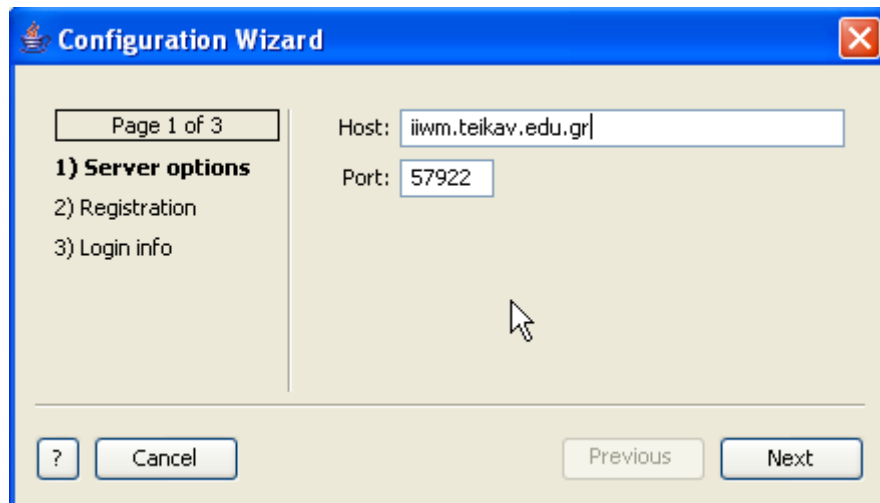 Configuration Wizard
Page 1 of 3
1) Server options
2) Registration
3) Login info
Host: iiwm.teikav.edu.gr
Port: 57922
? Cancel Previous Next